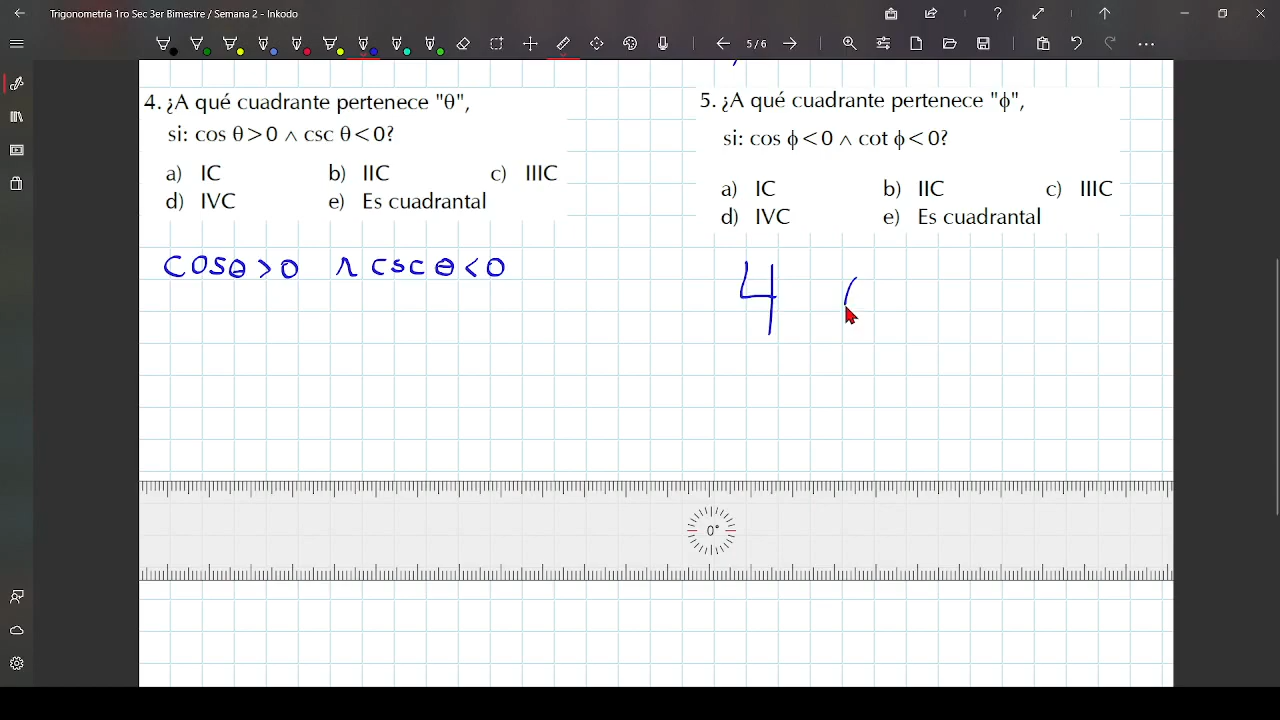 Trigonometría 1ro Sec 3er Bimestre / Semana 2 - Inkodo
5/6
4. ¿A qué cuadrante pertenece "θ",
si: cos θ>0 ∧ csc θ<0?
a) IC b) IIC c) IIIC
d) IVC e) Es cuadrantal
cosθ>0 ∧ cscθ<0
5. ¿A qué cuadrante pertenece "ϕ",
si: cos ϕ<0 ∧ cot ϕ<0?
a) IC b) IIC c) IIIC
d) IVC e) Es cuadrantal
4
0°